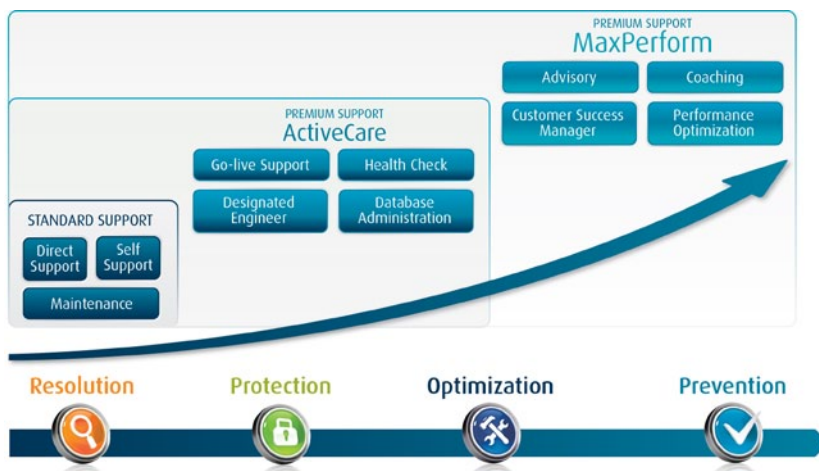 PREMIUM SUPPORT
MaxPerform
Advisory
Coaching
Customer Success
Manager
Performance
Optimization
PREMIUM SUPPORT
ActiveCare
Go-live Support
Health Check
Designated
Engineer
Database
Administration
STANDARD SUPPORT
Direct
Support
Self
Support
Maintenance
Resolution
Protection
Optimization
Prevention